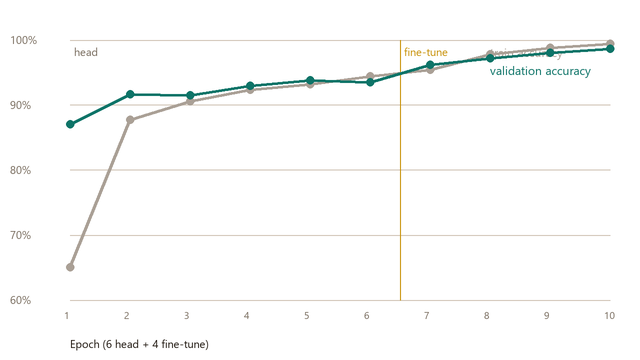 100%
head
fine-tune
validation accuracy
90%
80%
70%
60%
1 2 3 4 5 6 7 8 9 10
Epoch (6 head + 4 fine-tune)